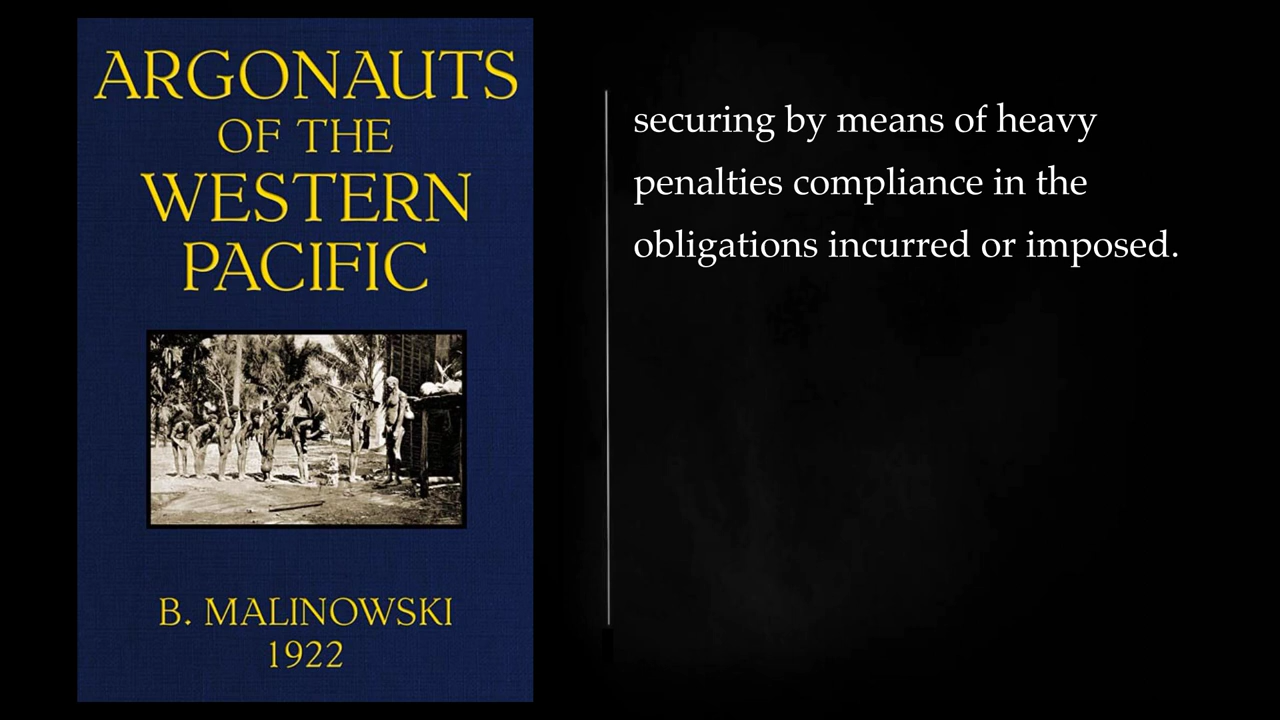 ARGONAUTS
OF THE
WESTERN
PACIFIC
B. MALINOWSKI
1922
securing by means of heavy
penalties compliance in the
obligations incurred or imposed.